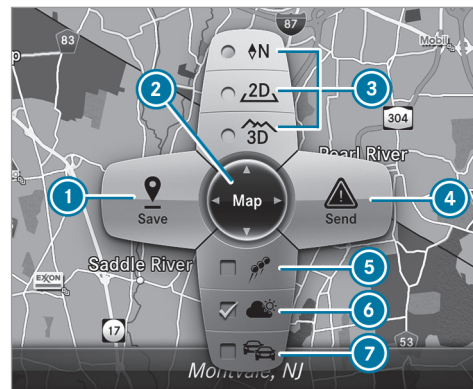 83
87
Mobil
N
2
2D
3
3D
304
Pearl River
1
Save
Map
4
Send
EXXON
Saddle River
5
6
17
7
53
Montvale, NJ